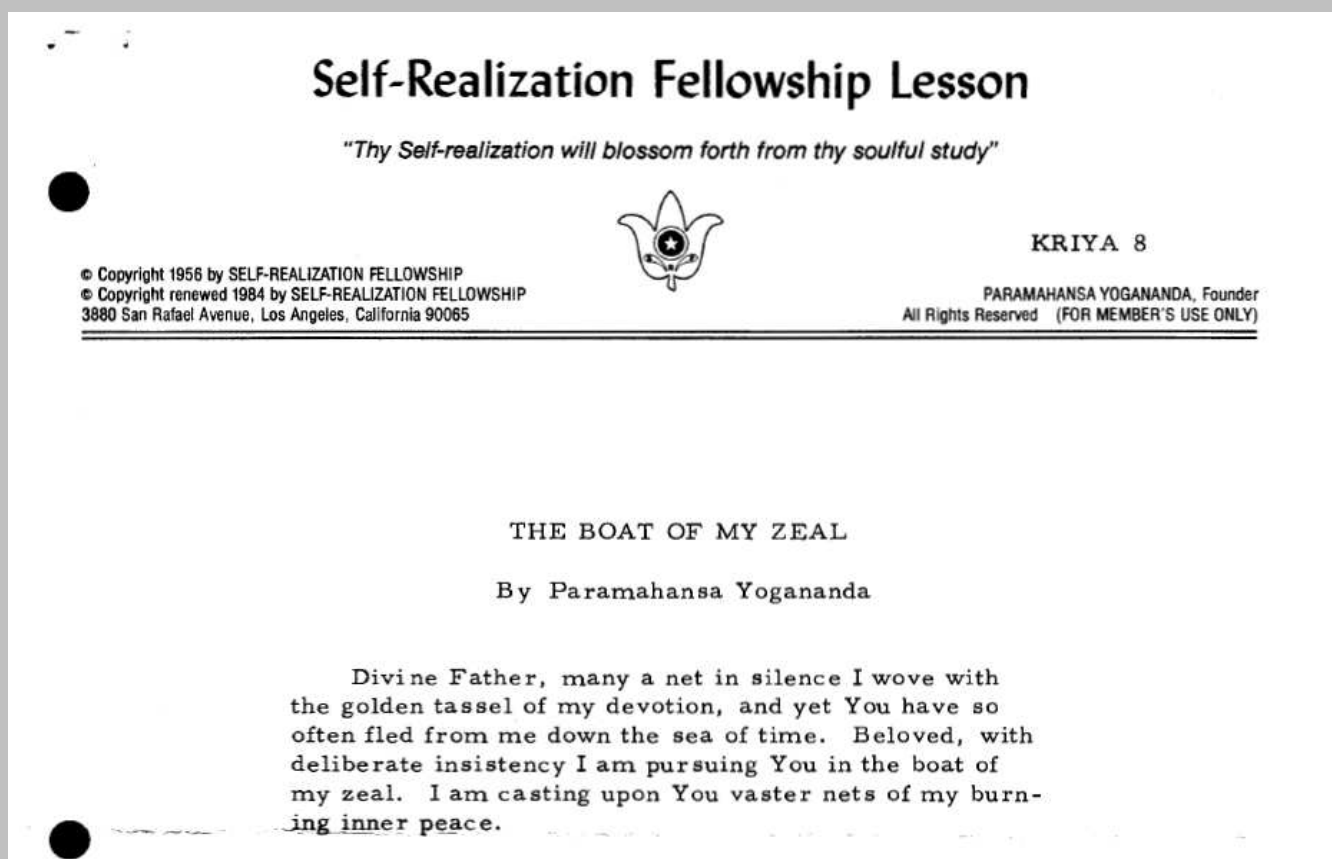 Self-Realization Fellowship Lesson
"Thy Self-realization will blossom forth from thy soulful study"
KRIYA 8
© Copyright 1956 by SELF-REALIZATION FELLOWSHIP
© Copyright renewed 1984 by SELF-REALIZATION FELLOWSHIP
3880 San Rafael Avenue, Los Angeles, California 90065
PARAMAHANSA YOGANANDA, Founder
All Rights Reserved (FOR MEMBER'S USE ONLY)
THE BOAT OF MY ZEAL
By Paramahansa Yogananda
Divine Father, many a net in silence I wove with
the golden tassel of my devotion, and yet You have so
often fled from me down the sea of time. Beloved, with
deliberate insistency I am pursuing You in the boat of
my zeal. I am casting upon You vaster nets of my burn-
ing inner peace.